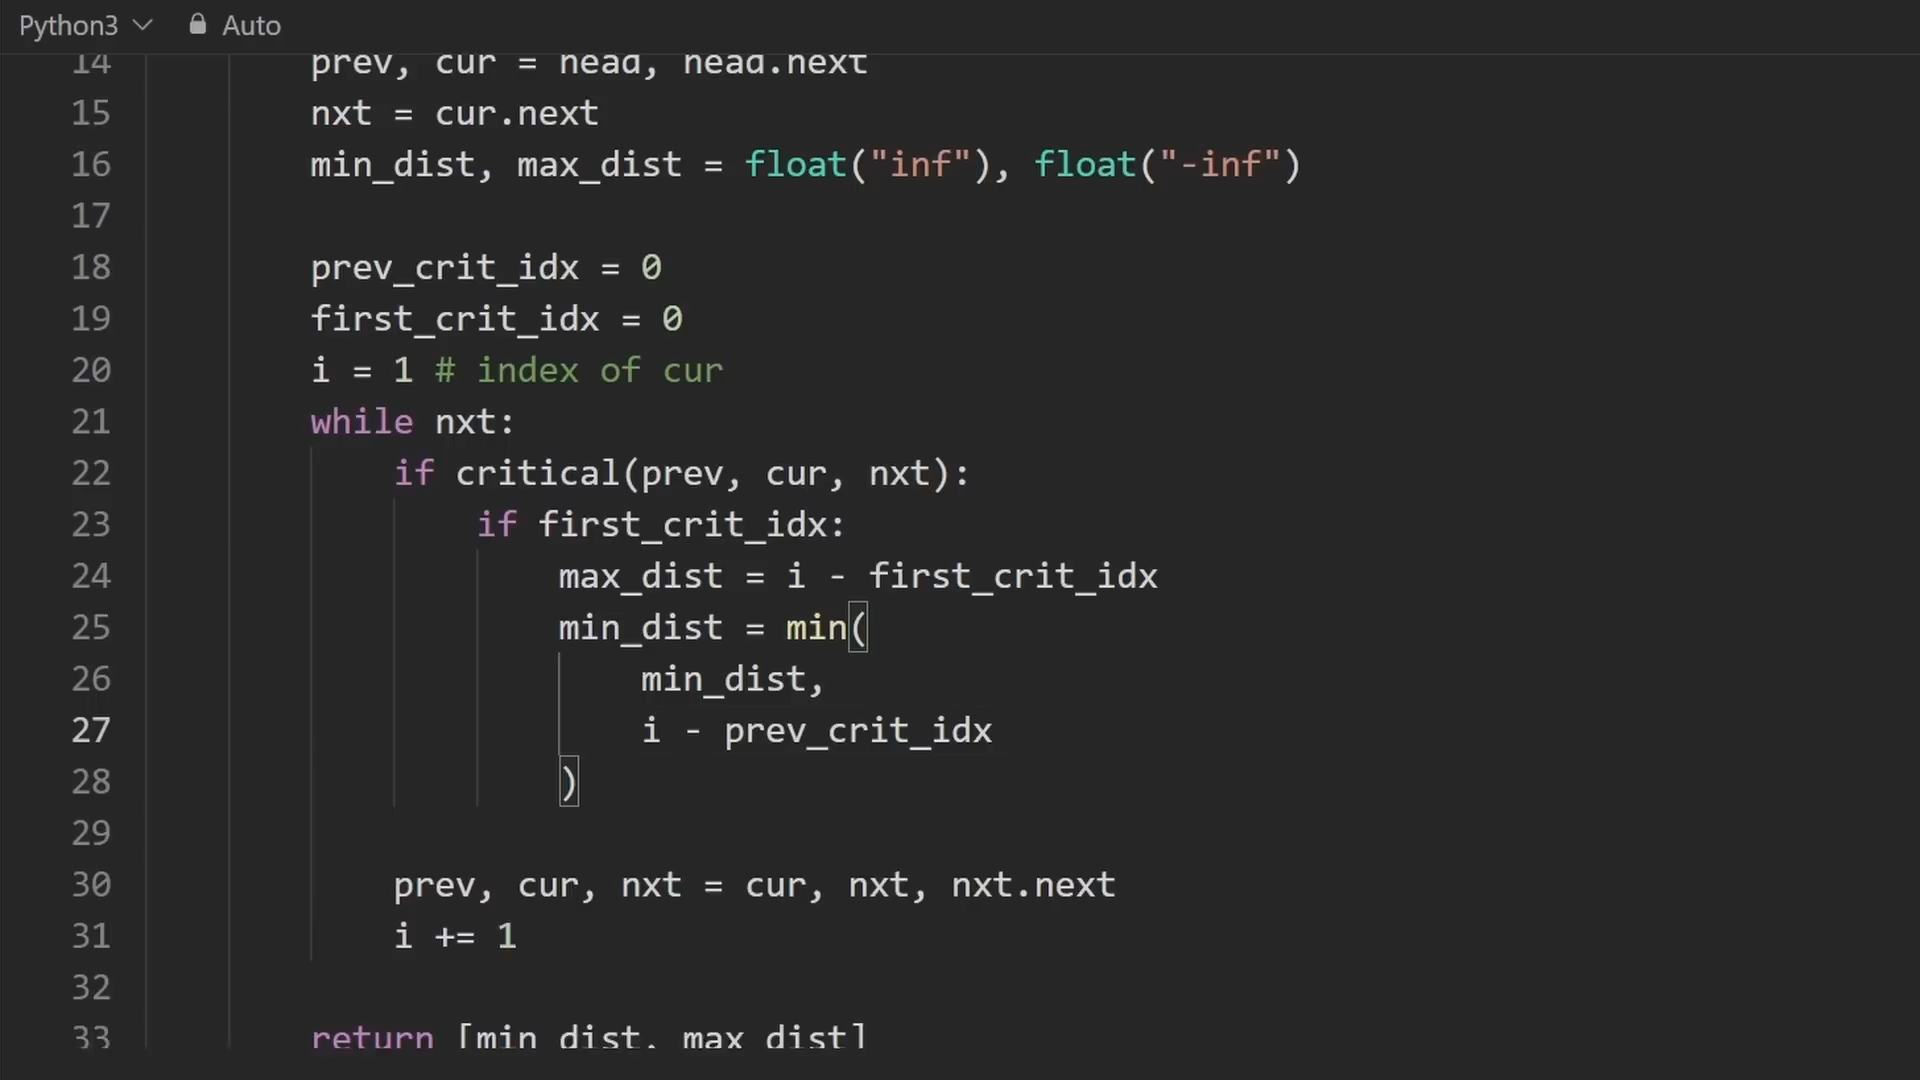 Python3 Auto
14 prev, cur = head, head.next
15 nxt = cur.next
16 min_dist, max_dist = float("inf"), float("-inf")
17
18 prev_crit_idx = 0
19 first_crit_idx = 0
20 i = 1 # index of cur
21 while nxt:
22 if critical(prev, cur, nxt):
23 if first_crit_idx:
24 max_dist = i - first_crit_idx
25 min_dist = min(
26 min_dist,
27 i - prev_crit_idx
28 )
29
30 prev, cur, nxt = cur, nxt, nxt.next
31 i += 1
32
33 return [min_dist, max_dist]